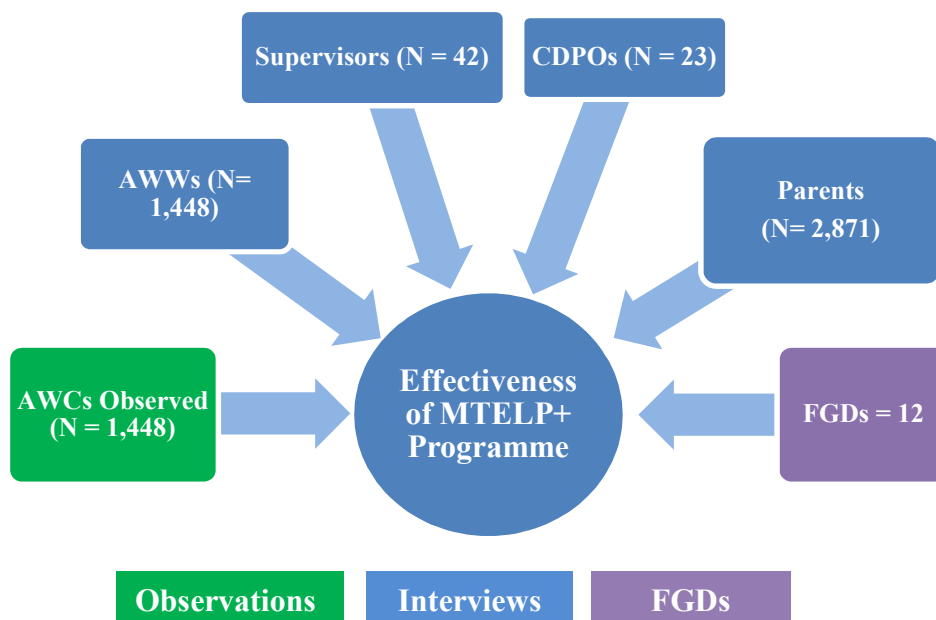 Supervisors (N = 42)
CDPOs (N = 23)
AWWs (N=
1,448)
Parents
(N= 2,871)
AWCs Observed
(N = 1,448)
Effectiveness
of MTELP+
Programme
FGDs = 12
Observations
Interviews
FGDs